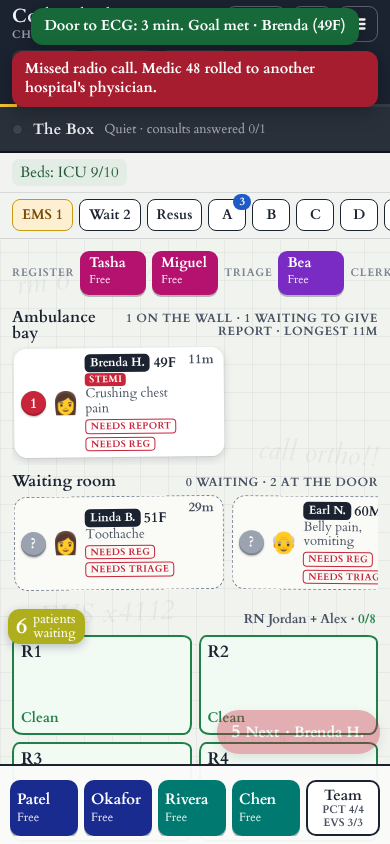 Door to ECG: 3 min. Goal met · Brenda (49F)
Missed radio call. Medic 48 rolled to another
hospital's physician.
The Box
Quiet · consults answered 0/1
Beds: ICU 9/10
EMS 1
Wait 2
Resus
A
3
B
C
D
REGISTER
Tasha
Free
Miguel
Free
TRIAGE
Bea
Free
CLERK
Ambulance
bay
1 ON THE WALL · 1 WAITING TO GIVE
REPORT · LONGEST 11M
1
Brenda H. 49F
11m
STEMI
Crushing chest
pain
NEEDS REPORT
NEEDS REG
call ortho!!
Waiting room
0 WAITING · 2 AT THE DOOR
?
Linda B. 51F
29m
Toothache
NEEDS REG
NEEDS TRIAGE
?
Earl N. 60M
Belly pain,
vomiting
NEEDS REG
NEEDS TRIAG
x4112
6 patients
waiting
RN Jordan + Alex · 0/8
R1
Clean
R2
Clean
5 Next · Brenda H.
R3
R4
Patel
Free
Okafor
Free
Rivera
Free
Chen
Free
Team
PCT 4/4
EVS 3/3